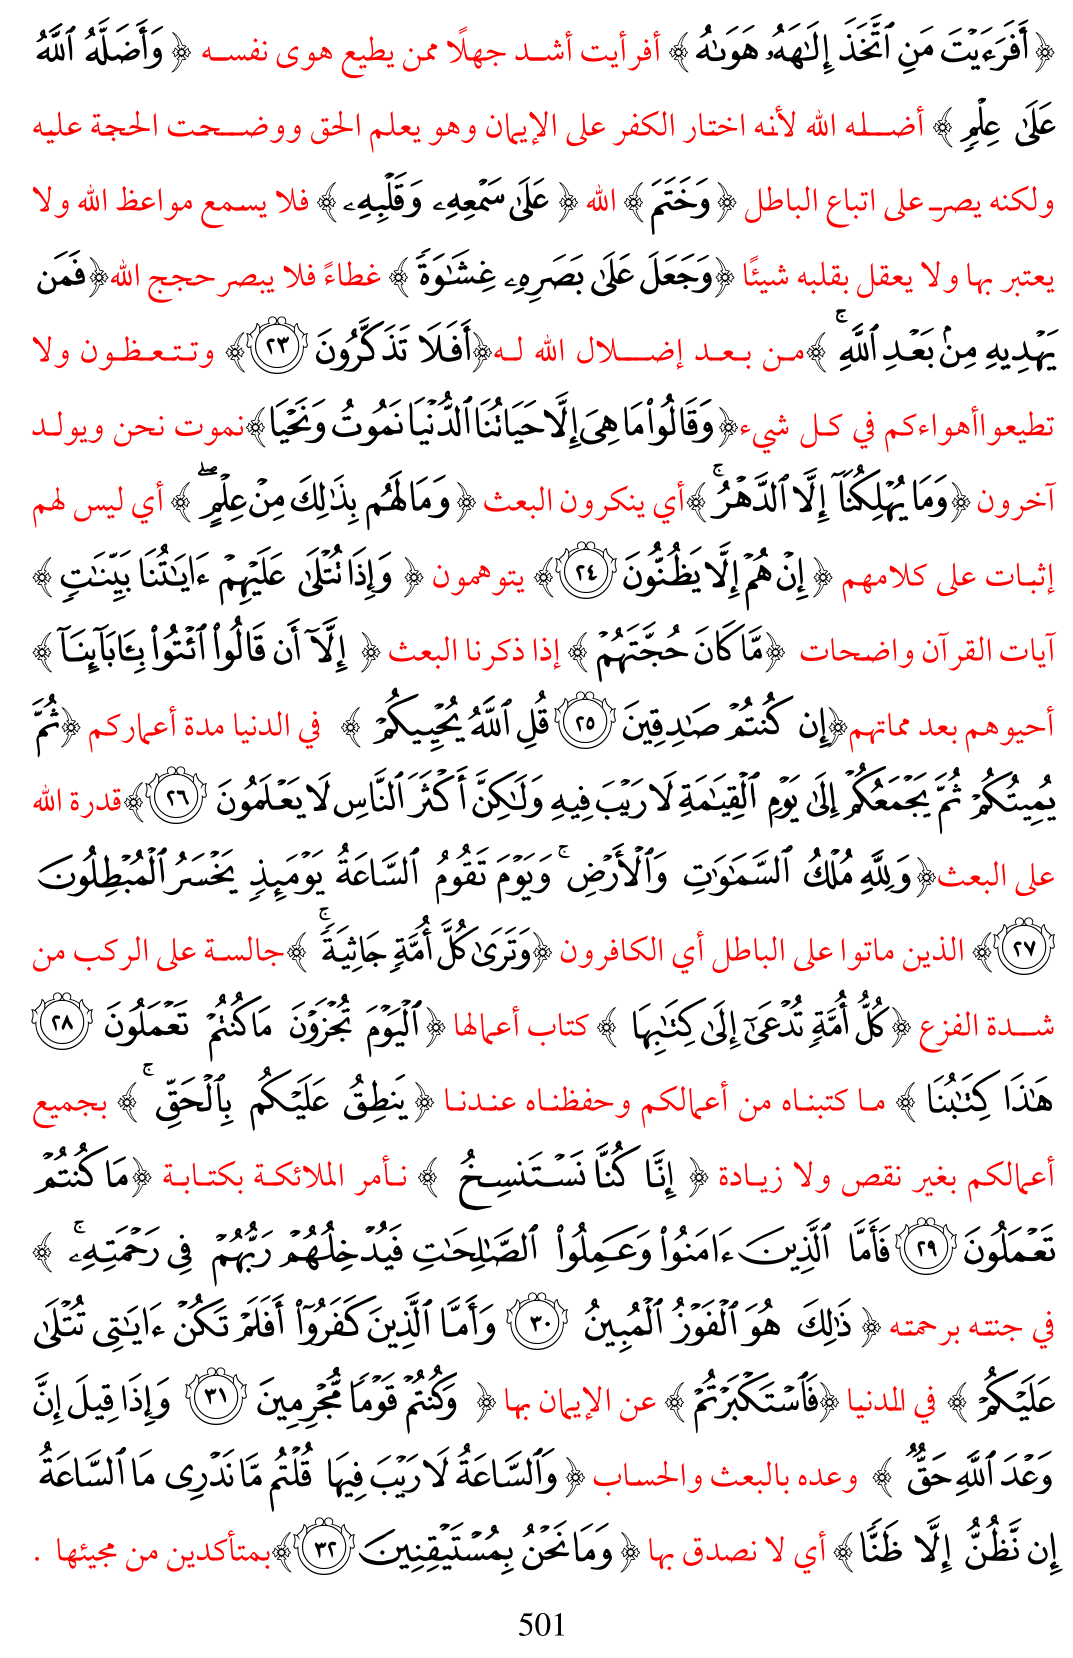 ﴿ أَفَرَءَيْتَ مَنِ ٱتَّخَذَ إِلَٰهَهُۥ هَوَىٰهُ ﴾ أفرأيت أشد جهلًا ممن يطيع هوى نفسه ﴿ وَأَضَلَّهُ ٱللَّهُ
عَلَىٰ عِلْمٍ ﴾ أضله الله لأنه اختار الكفر على الإيمان وهو يعلم الحق ووضحت الحجة عليه
ولكنه يصر على اتباع الباطل ﴿ وَخَتَمَ ﴾ الله ﴿ عَلَىٰ سَمْعِهِۦ وَقَلْبِهِۦ ﴾ فلا يسمع مواعظ الله ولا
يعتبر بها ولا يعقل بقلبه شيئًا ﴿وَجَعَلَ عَلَىٰ بَصَرِهِۦ غِشَٰوَةً ﴾ غطاءً فلا يبصر حجج الله﴿فَمَن
يَهْدِيهِ مِنۢ بَعْدِ ٱللَّهِ ۚ ﴾من بعد إضلال الله له﴿أَفَلَا تَذَكَّرُونَ ٢٣﴾ وتتعظون ولا
تطيعواأهواءكم في كل شيء﴿وَقَالُوا۟ مَا هِىَ إِلَّا حَيَاتُنَا ٱلدُّنْيَا نَمُوتُ وَنَحْيَا﴾نموت نحن ويولد
آخرون ﴿وَمَا يُهْلِكُنَآ إِلَّا ٱلدَّهْرُ ۚ﴾أي ينكرون البعث ﴿ وَمَا لَهُم بِذَٰلِكَ مِنْ عِلْمٍ ۖ ﴾ أي ليس لهم
إثبات على كلامهم ﴿ إِنْ هُمْ إِلَّا يَظُنُّونَ ٢٤﴾ يتوهمون ﴿ وَإِذَا تُتْلَىٰ عَلَيْهِمْ ءَايَٰتُنَا بَيِّنَٰتٍ ﴾
آيات القرآن واضحات ﴿مَّا كَانَ حُجَّتَهُمْ ﴾ إذا ذكرنا البعث ﴿ إِلَّآ أَن قَالُوا۟ ٱئْتُوا۟ بِـَٔابَآئِنَآ ﴾
أحيوهم بعد مماتهم﴿إِن كُنتُمْ صَٰدِقِينَ ٢٥ قُلِ ٱللَّهُ يُحْيِيكُمْ ﴾ في الدنيا مدة أعماركم ﴿ثُمَّ
يُمِيتُكُمْ ثُمَّ يَجْمَعُكُمْ إِلَىٰ يَوْمِ ٱلْقِيَٰمَةِ لَا رَيْبَ فِيهِ وَلَٰكِنَّ أَكْثَرَ ٱلنَّاسِ لَا يَعْلَمُونَ ٢٦﴾قدرة الله
على البعث﴿وَلِلَّهِ مُلْكُ ٱلسَّمَٰوَٰتِ وَٱلْأَرْضِ ۚ وَيَوْمَ تَقُومُ ٱلسَّاعَةُ يَوْمَئِذٍ يَخْسَرُ ٱلْمُبْطِلُونَ
٢٧﴾ الذين ماتوا على الباطل أي الكافرون ﴿وَتَرَىٰ كُلَّ أُمَّةٍ جَاثِيَةً ۚ ﴾جالسة على الركب من
شدة الفزع ﴿كُلُّ أُمَّةٍ تُدْعَىٰٓ إِلَىٰ كِتَٰبِهَا ﴾ كتاب أعمالها ﴿ٱلْيَوْمَ تُجْزَوْنَ مَا كُنتُمْ تَعْمَلُونَ ٢٨
هَٰذَا كِتَٰبُنَا ﴾ ما كتبناه من أعمالكم وحفظناه عندنا ﴿يَنطِقُ عَلَيْكُم بِٱلْحَقِّ ۚ ﴾ بجميع
أعمالكم بغير نقص ولا زيادة ﴿ إِنَّا كُنَّا نَسْتَنسِخُ ﴾ نأمر الملائكة بكتابة ﴿مَا كُنتُمْ
تَعْمَلُونَ ٢٩ فَأَمَّا ٱلَّذِينَ ءَامَنُوا۟ وَعَمِلُوا۟ ٱلصَّٰلِحَٰتِ فَيُدْخِلُهُمْ رَبُّهُمْ فِى رَحْمَتِهِۦ ۚ ﴾
في جنته برحمته ﴿ ذَٰلِكَ هُوَ ٱلْفَوْزُ ٱلْمُبِينُ ٣٠ وَأَمَّا ٱلَّذِينَ كَفَرُوٓا۟ أَفَلَمْ تَكُنْ ءَايَٰتِى تُتْلَىٰ
عَلَيْكُمْ ﴾ في المدنيا ﴿فَٱسْتَكْبَرْتُمْ ﴾ عن الإيمان بها ﴿ وَكُنتُمْ قَوْمًا مُّجْرِمِينَ ٣١ وَإِذَا قِيلَ إِنَّ
وَعْدَ ٱللَّهِ حَقٌّ ﴾ وعده بالبعث والحساب ﴿ وَٱلسَّاعَةُ لَا رَيْبَ فِيهَا قُلْتُم مَّا نَدْرِى مَا ٱلسَّاعَةُ
إِن نَّظُنُّ إِلَّا ظَنًّا ﴾ أي لا نصدق بها ﴿ وَمَا نَحْنُ بِمُسْتَيْقِنِينَ ٣٢﴾بمتأكدين من مجيئها .
501